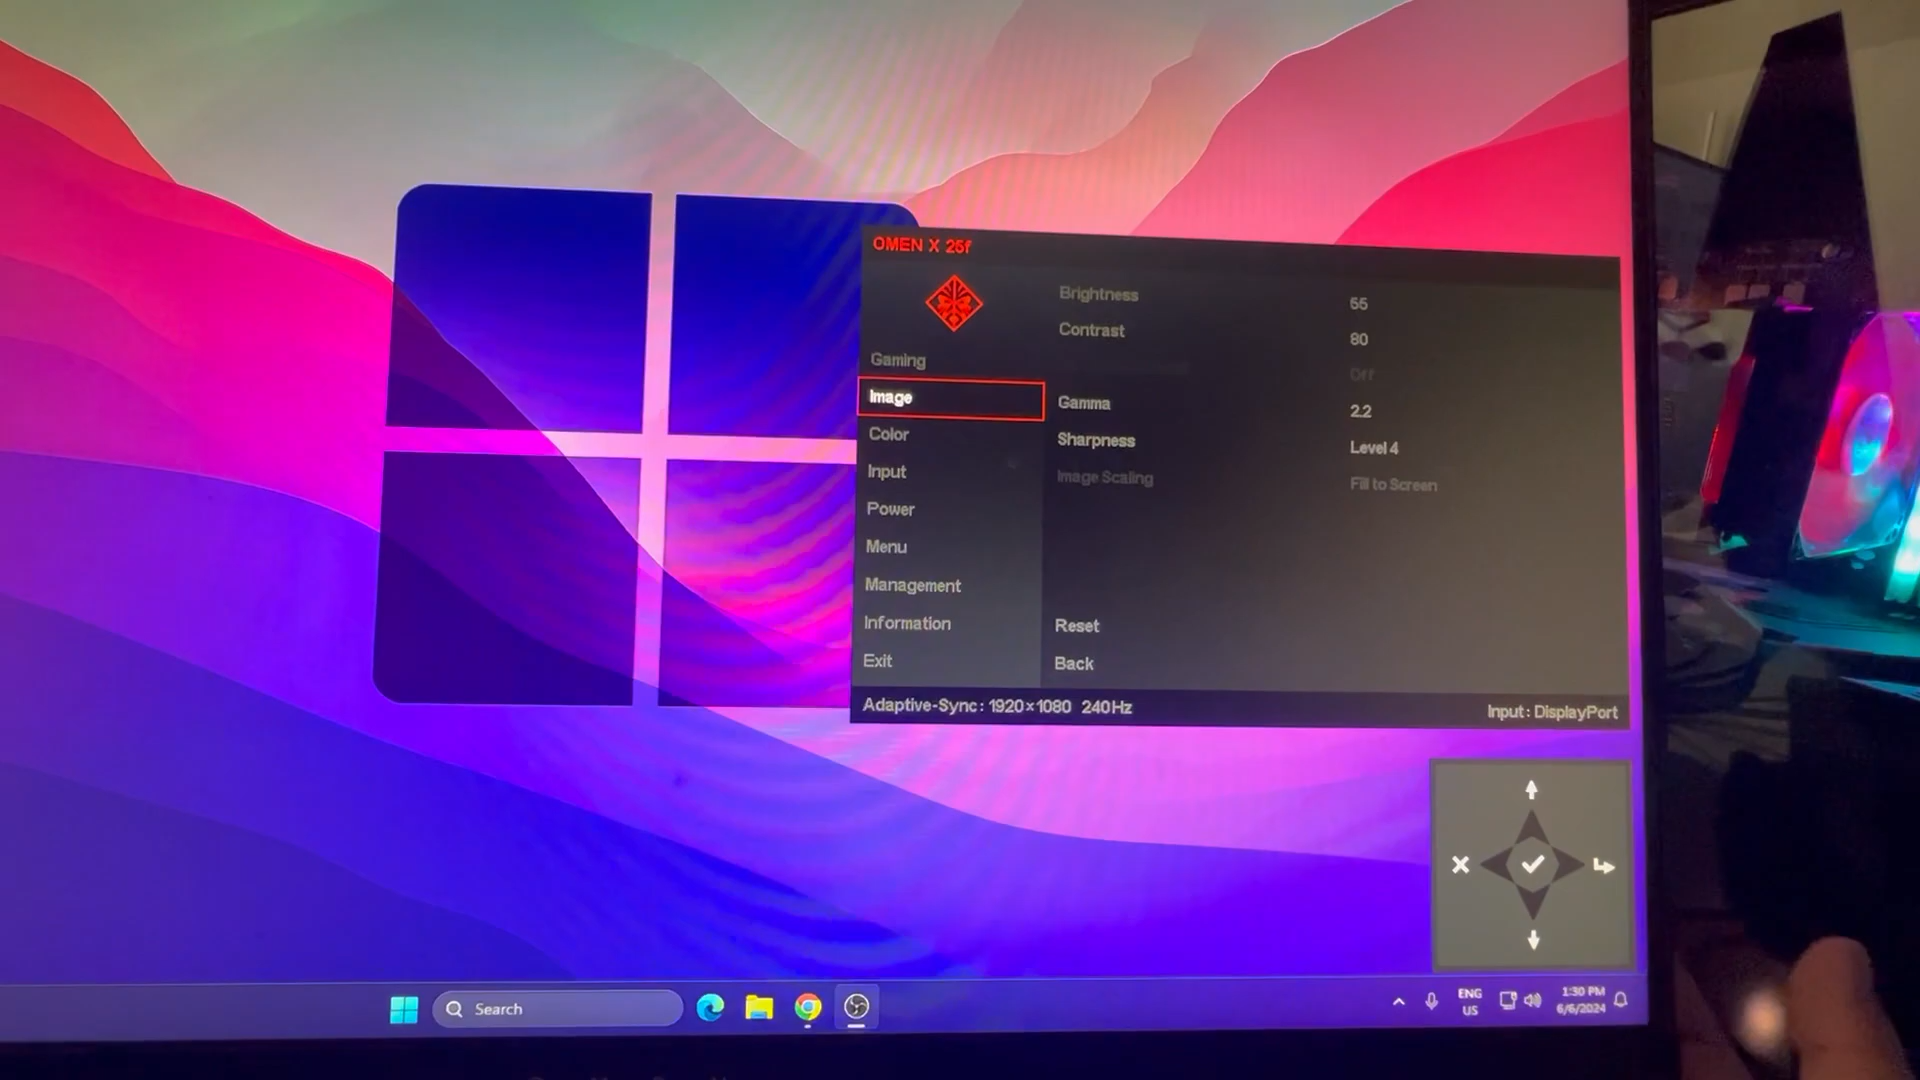 OMEN X 25f
Brightness 55
Contrast 80
Gaming
Off
Image
Gamma 2.2
Color
Sharpness Level 4
Input
Image Scaling Fill to Screen
Power
Menu
Management
Information
Reset
Exit
Back
Adaptive-Sync: 1920×1080 240Hz
Input: DisplayPort
Search
ENG
US
1:30 PM
6/6/2024